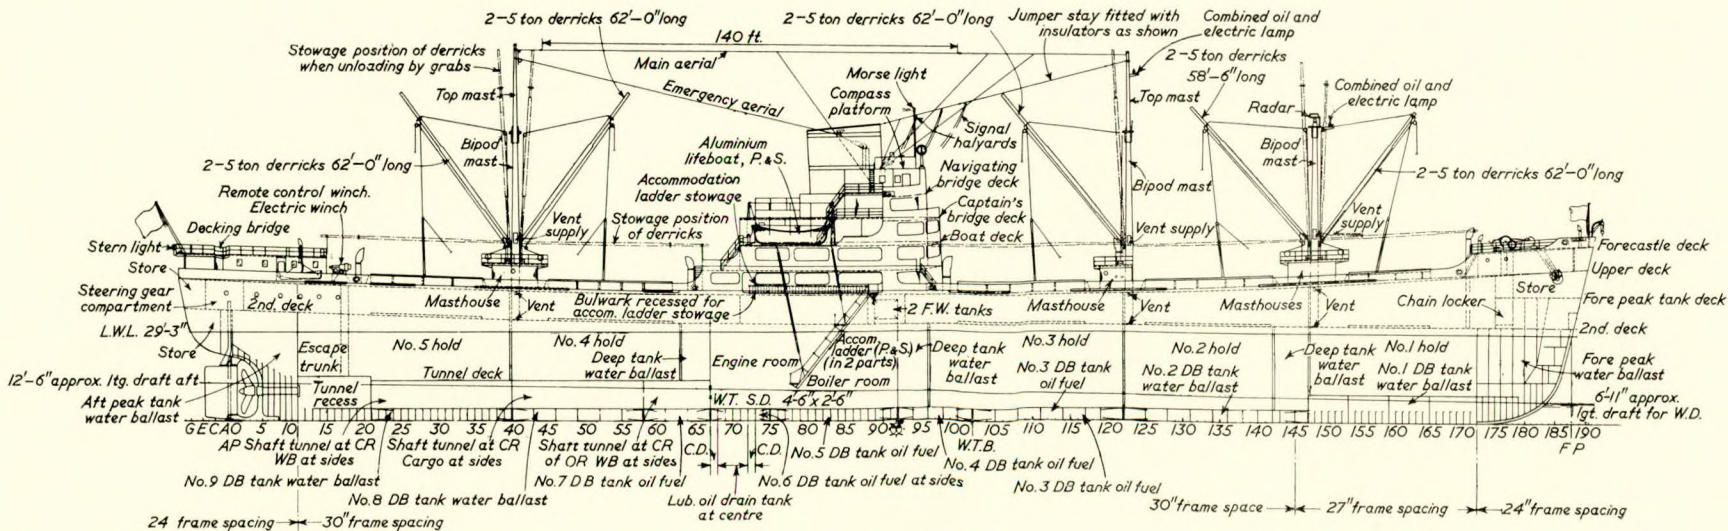 2-5 ton derricks 62'-0" long
2-5 ton derricks 62'-0" long
Jumper stay fitted with
insulators as shown
Combined oil and
electric lamp
Stowage position of derricks
when unloading by grabs
140 ft.
Main aerial
2-5 ton derricks
58'-6" long
Morse light
Compass
platform
Top mast
Emergency aerial
Top mast
Radar
Combined oil and
electric lamp
Signal
halyards
Bipod
mast
Aluminium
lifeboat, P.&S.
Bipod
mast
2-5 ton derricks 62'-0" long
Navigating
bridge deck
2-5 ton derricks 62'-0" long
Remote control winch.
Electric winch
Accommodation
ladder stowage
Bipod mast
Captain's
bridge deck
Decking bridge
Vent
supply
Stowage position
of derricks
Boat deck
Vent supply
Vent
supply
Stern light
Forecastle deck
Store
Upper deck
Steering gear
compartment
2nd. deck
Masthouse
Vent
Bulwark recessed for
accom. ladder stowage
2 F.W. tanks
Masthouse
Vent
Masthouses
Vent
Chain locker
Store
Fore peak tank deck
L.W.L. 29'-3"
2nd. deck
Store
Escape
trunk
No.5 hold
No.4 hold
Deep tank
water ballast
Engine room
Accom.
ladder (P.&S)
(in 2 parts)
Deep tank
water
ballast
No.3 hold
No.3 DB tank
oil fuel
No.2 hold
No.2 DB tank
water ballast
Deep tank
water
ballast
No.1 hold
No.1 DB tank
water ballast
Fore peak
water ballast
12'-6" approx. ltg. draft aft
Tunnel deck
Boiler room
Aft peak tank
water ballast
Tunnel
recess
W.T. S.D. 4'-6" x 2'-6"
6'-11" approx.
lgt. draft for W.D.
G E C A 0 5 10 15 20 25 30 35 40 45 50 55 60 65 70 75 80 85 90 95 100 105 110 115 120 125 130 135 140 145 150 155 160 165 170 175 180 185 190
AP
FP
Shaft tunnel at CR
WB at sides
Shaft tunnel at CR
Cargo at sides
Shart tunnel at CR
of OR WB at sides
C.D.
C.D.
No.5 DB tank oil fuel
W.T.B.
No.4 DB tank oil fuel
No.9 DB tank water ballast
No.8 DB tank water ballast
No.7 DB tank oil fuel
No.6 DB tank oil fuel at sides
No.3 DB tank oil fuel
Lub. oil drain tank
at centre
24 frame spacing
30" frame spacing
30" frame space
27" frame spacing
24" frame spacing